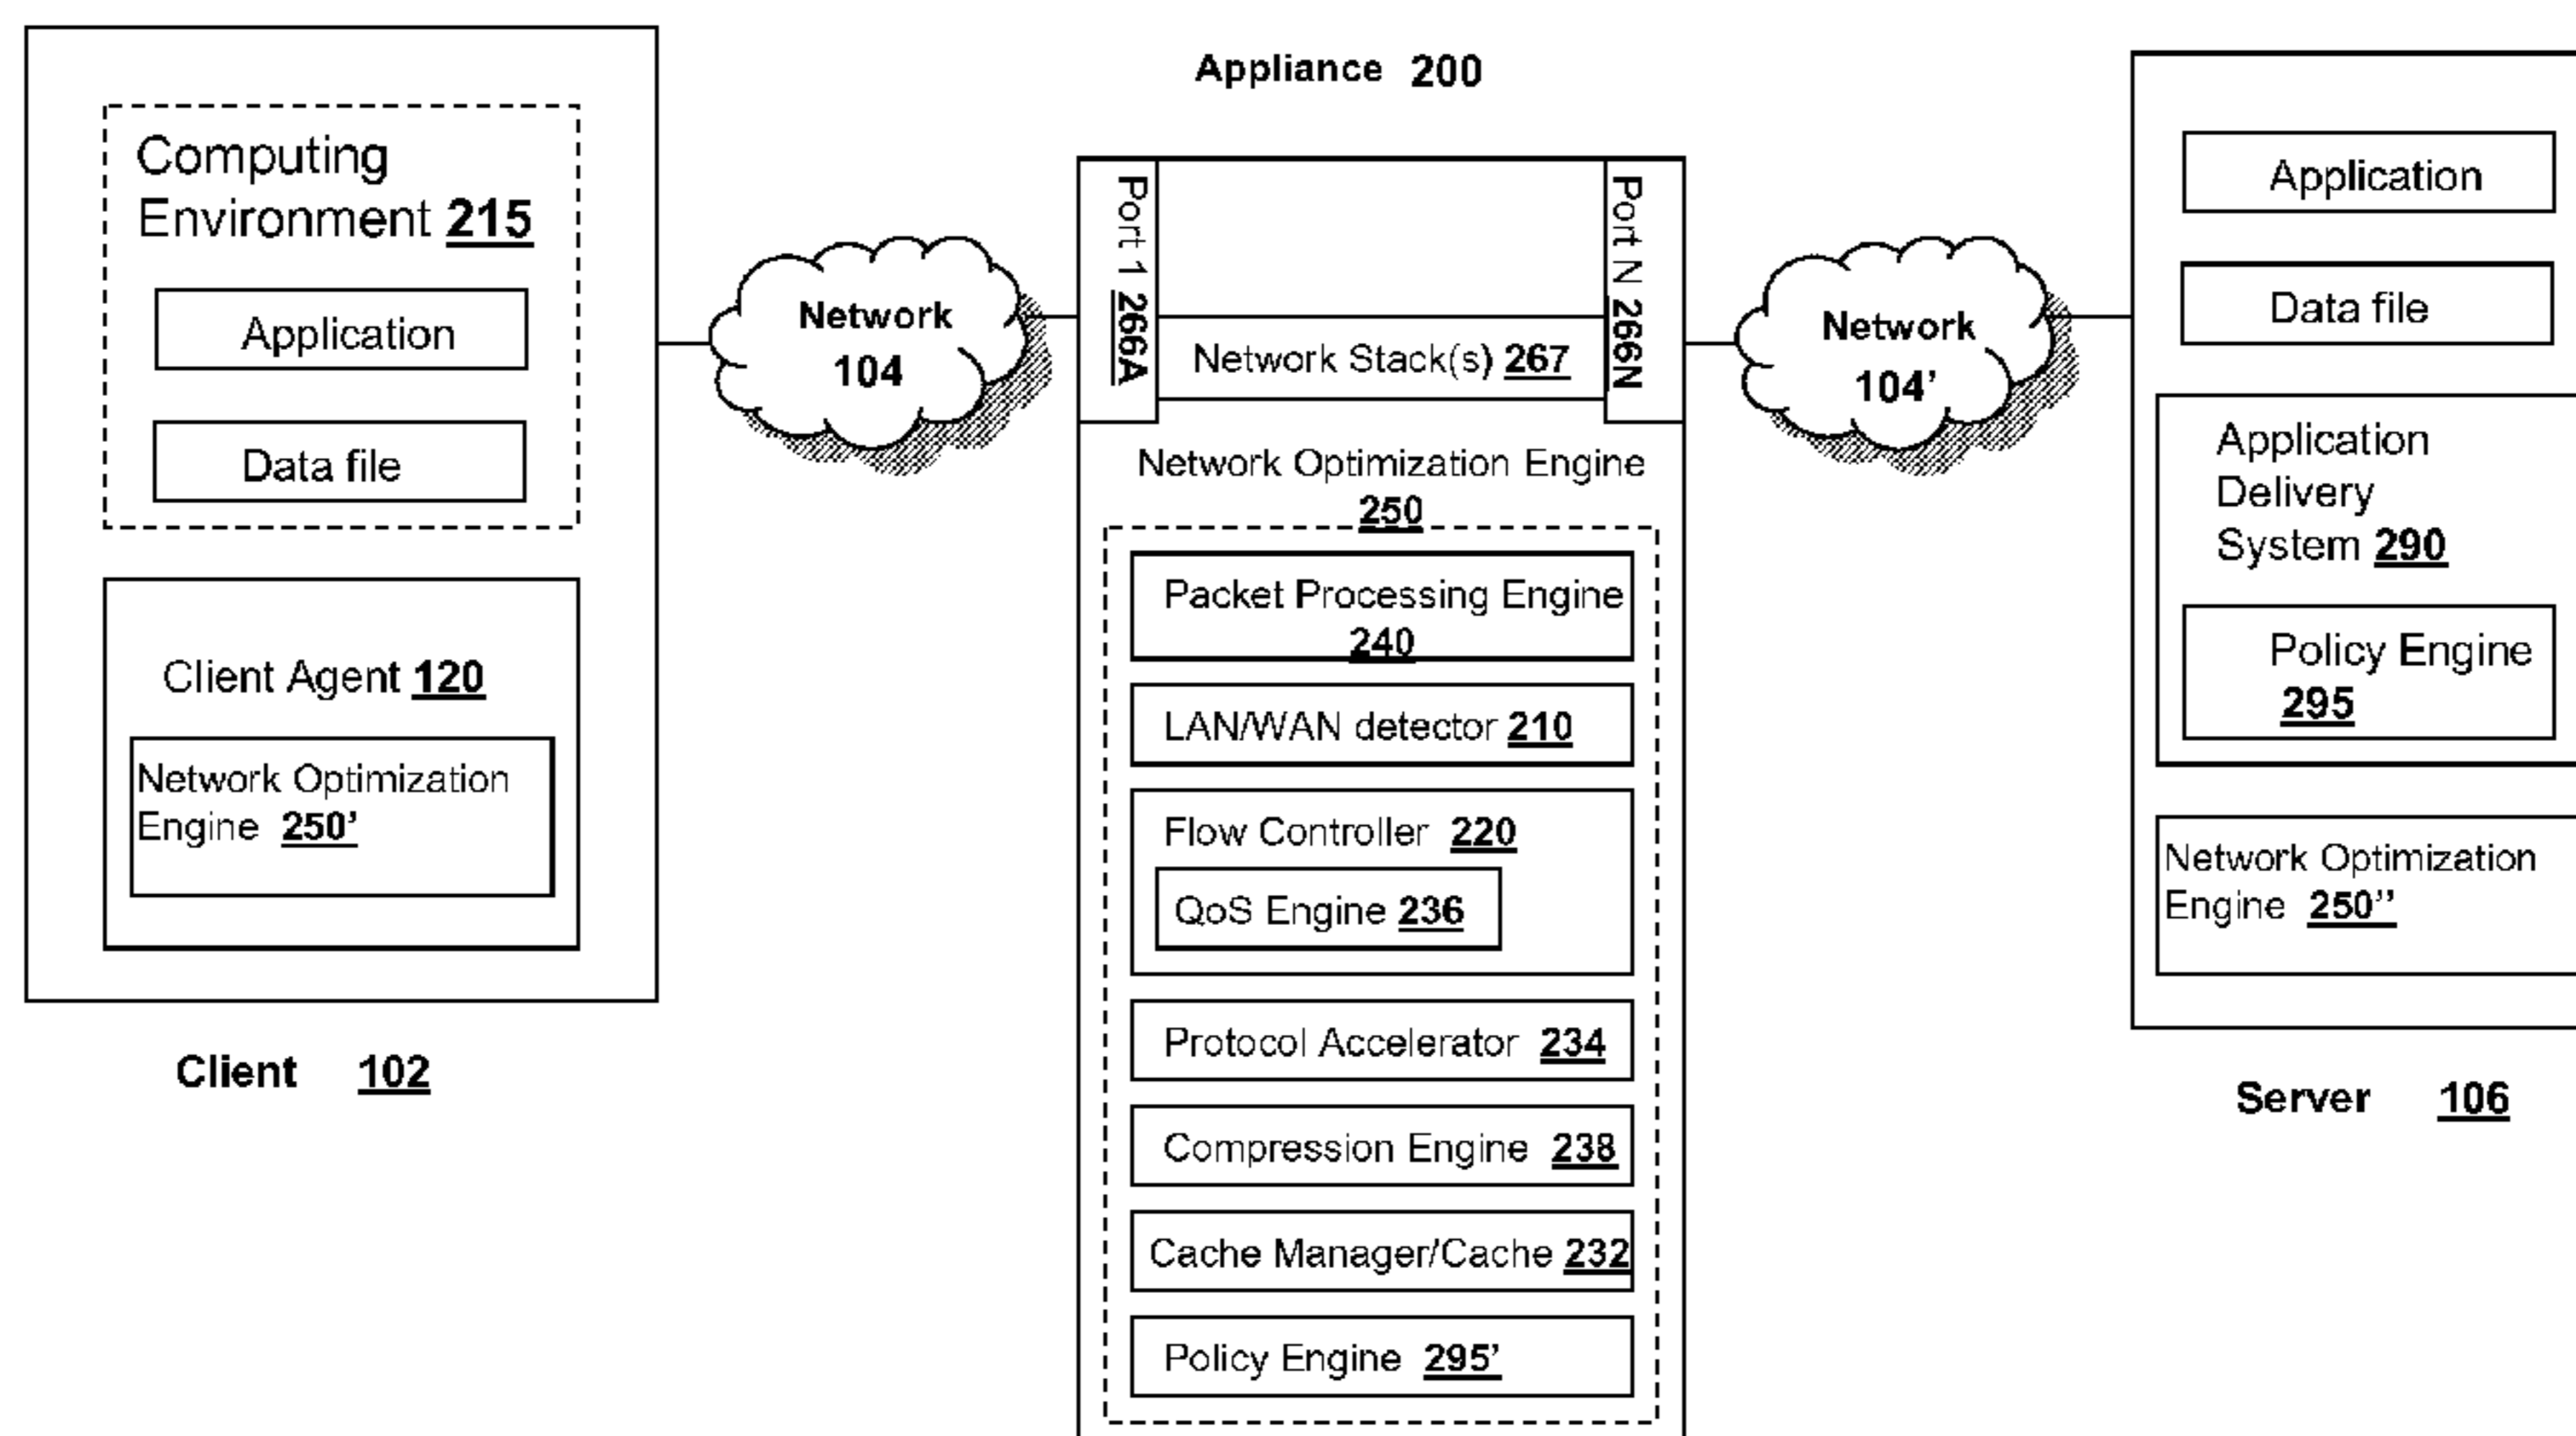 Appliance 200
Computing
Environment 215
Application
Data file
Client Agent 120
Network Optimization
Engine 250’
Client 102
Network
104
Port 1 266A
Port N 266N
Network Stack(s) 267
Network Optimization Engine
250
Packet Processing Engine
240
LAN/WAN detector 210
Flow Controller 220
QoS Engine 236
Protocol Accelerator 234
Compression Engine 238
Cache Manager/Cache 232
Policy Engine 295’
Network
104'
Application
Data file
Application
Delivery
System 290
Policy Engine
295
Network Optimization
Engine 250’’
Server 106